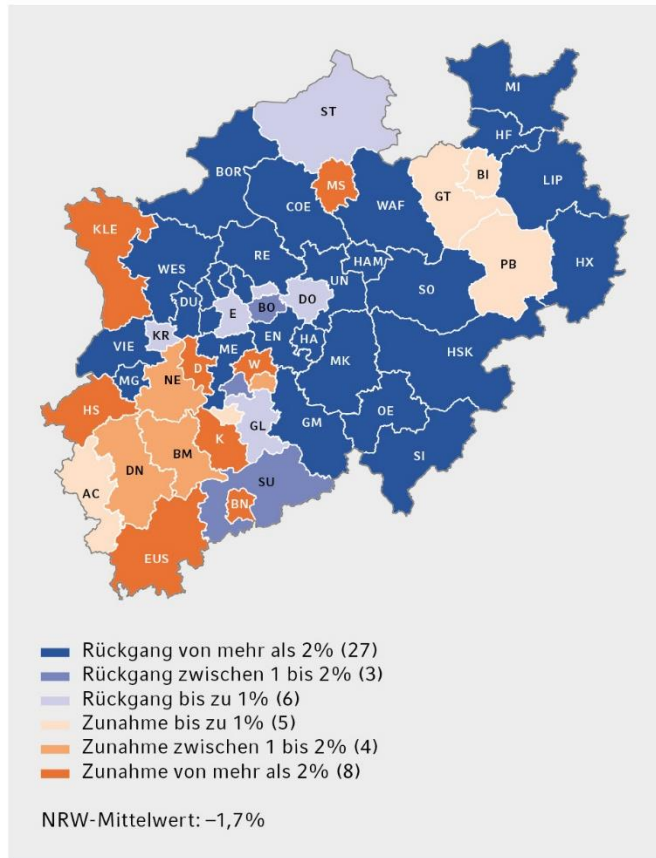 ST
MI
HF
BI
LIP
BOR
MS
GT
COE
WAF
KLE
PB
RE
HX
WES
HAM
UN
SO
DU
E
BO
DO
KR
EN
HA
HSK
VIE
ME
W
MK
MG
NE
D
HS
OE
GL
GM
K
SI
DN
BM
AC
SU
BN
EUS
Rückgang von mehr als 2% (27)
Rückgang zwischen 1 bis 2% (3)
Rückgang bis zu 1% (6)
Zunahme bis zu 1% (5)
Zunahme zwischen 1 bis 2% (4)
Zunahme von mehr als 2% (8)
NRW-Mittelwert: –1,7%